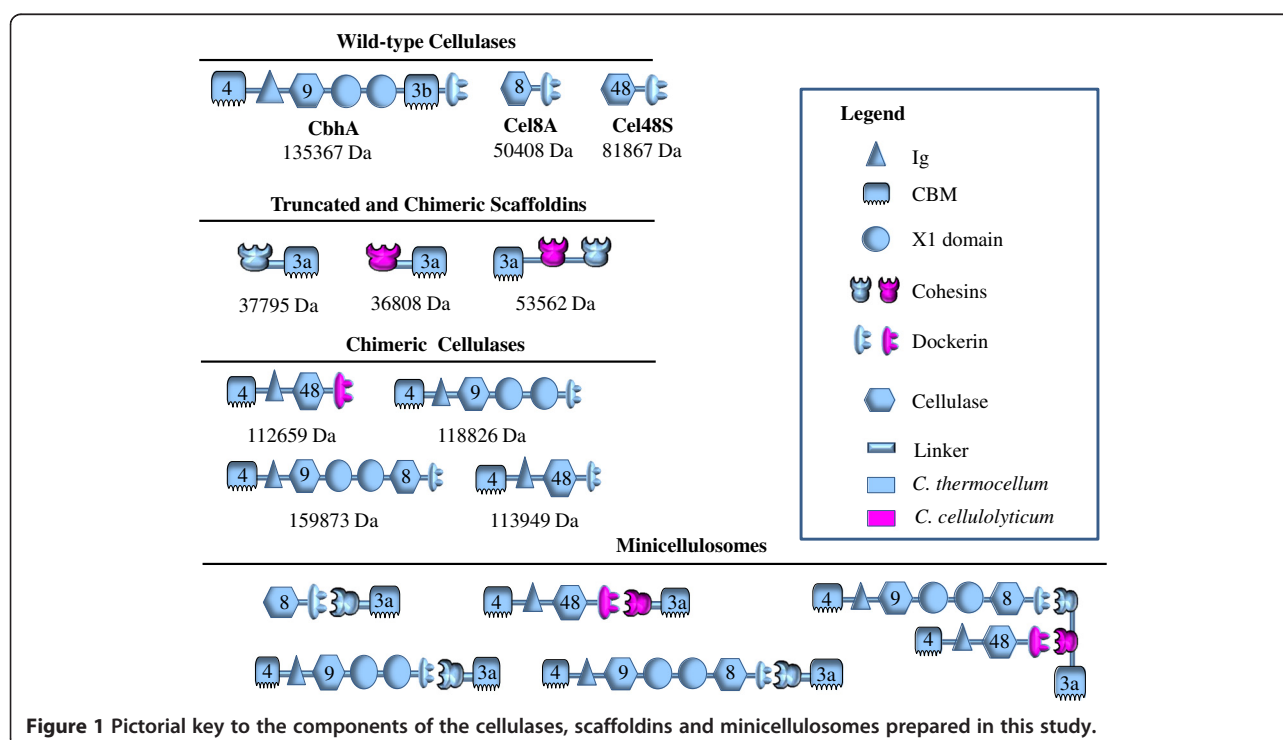 Wild-type Cellulases
4 9 3b 8 48
CbhA Cel8A Cel48S
135367 Da 50408 Da 81867 Da
Truncated and Chimeric Scaffoldins
3a 3a 3a
37795 Da 36808 Da 53562 Da
Chimeric Cellulases
4 48 4 9
112659 Da 118826 Da
4 9 8 4 48
159873 Da 113949 Da
Legend
Ig
CBM
X1 domain
Cohesins
Dockerin
Cellulase
Linker
C. thermocellum
C. cellulolyticum
Minicellulosomes
8 3a 4 48 3a 4 9 8
4 48
4 9 3a 4 9 8 3a 3a
Figure 1 Pictorial key to the components of the cellulases, scaffoldins and minicellulosomes prepared in this study.